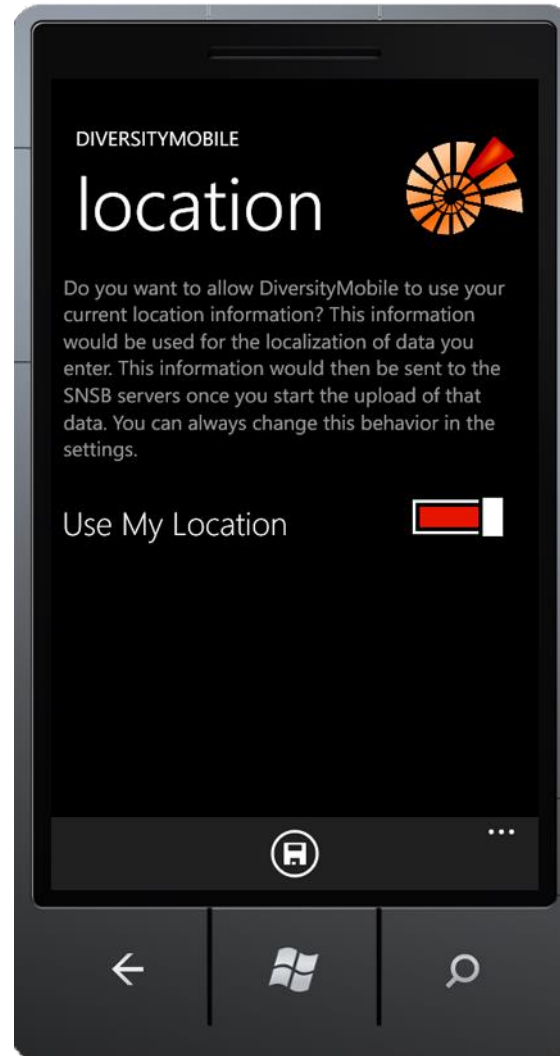 DIVERSITYMOBILE
location
Do you want to allow DiversityMobile to use your
current location information? This information
would be used for the localization of data you
enter. This information would then be sent to the
SNSB servers once you start the upload of that
data. You can always change this behavior in the
settings.
Use My Location